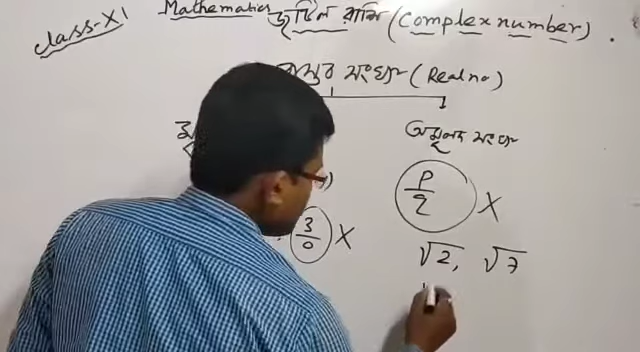 Class-XI Mathematics জটিল রাশি (Complex number).
বাস্তব সংখ্যা (Real no)
অমূলদ সংখ্যা
p/q X
3/0 X
√2, √7